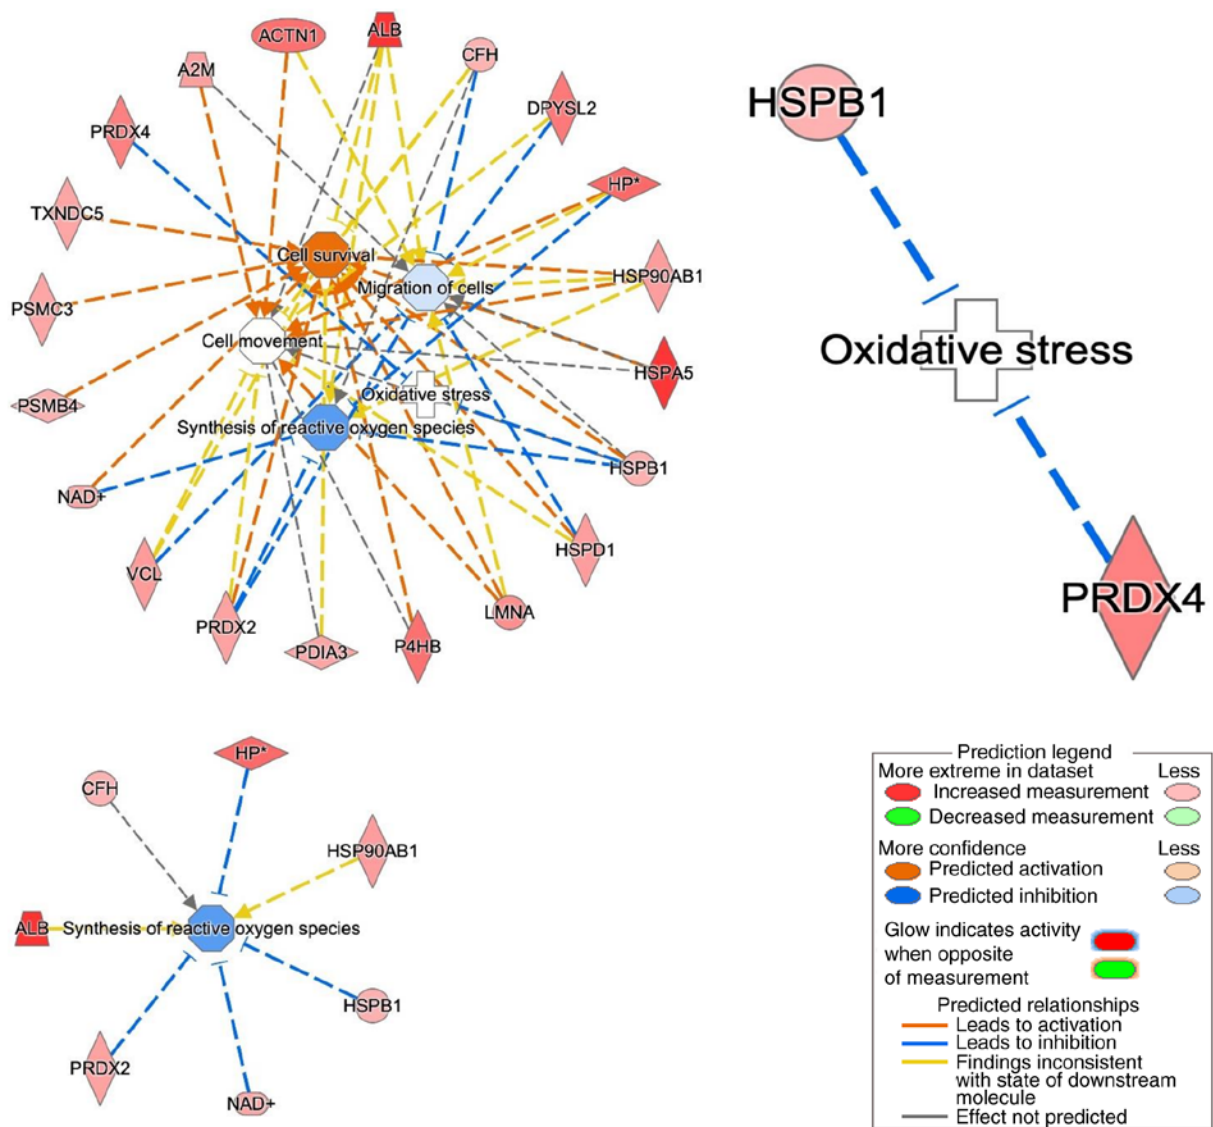 ACTN1
ALB
CFH
A2M
DPYSL2
PRDX4
HP*
TXNDC5
Cell survival
HSP90AB1
Migration of cells
PSMC3
Cell movement
HSPA5
PSMB4
Oxidative stress
Synthesis of reactive oxygen species
HSPB1
NAD+
HSPD1
VCL
LMNA
PRDX2
PDIA3
P4HB
HSPB1
Oxidative stress
PRDX4
HP*
CFH
HSP90AB1
ALB
Synthesis of reactive oxygen species
HSPB1
PRDX2
NAD+
Prediction legend
More extreme in dataset Less
Increased measurement
Decreased measurement
More confidence Less
Predicted activation
Predicted inhibition
Glow indicates activity
when opposite
of measurement
Predicted relationships
Leads to activation
Leads to inhibition
Findings inconsistent
with state of downstream
molecule
Effect not predicted